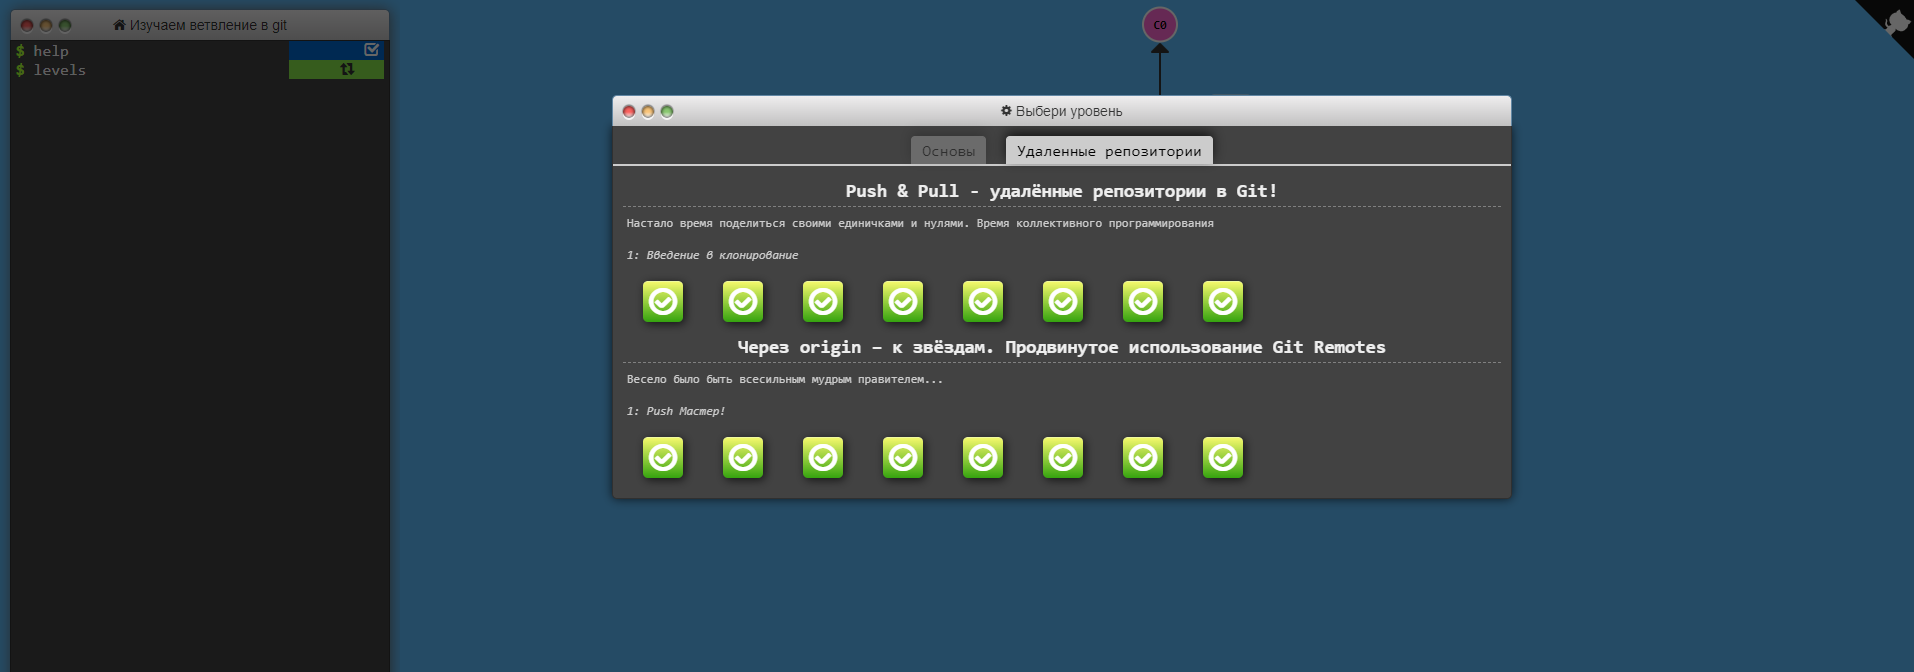 Изучаем ветвление в git
$ help
$ levels
C0
Выбери уровень
Основы
Удаленные репозитории
Push & Pull - удалённые репозитории в Git!
Настало время поделиться своими единичками и нулями. Время коллективного программирования
1: Введение в клонирование
Через origin – к звёздам. Продвинутое использование Git Remotes
Весело было быть всесильным мудрым правителем...
1: Push Мастер!